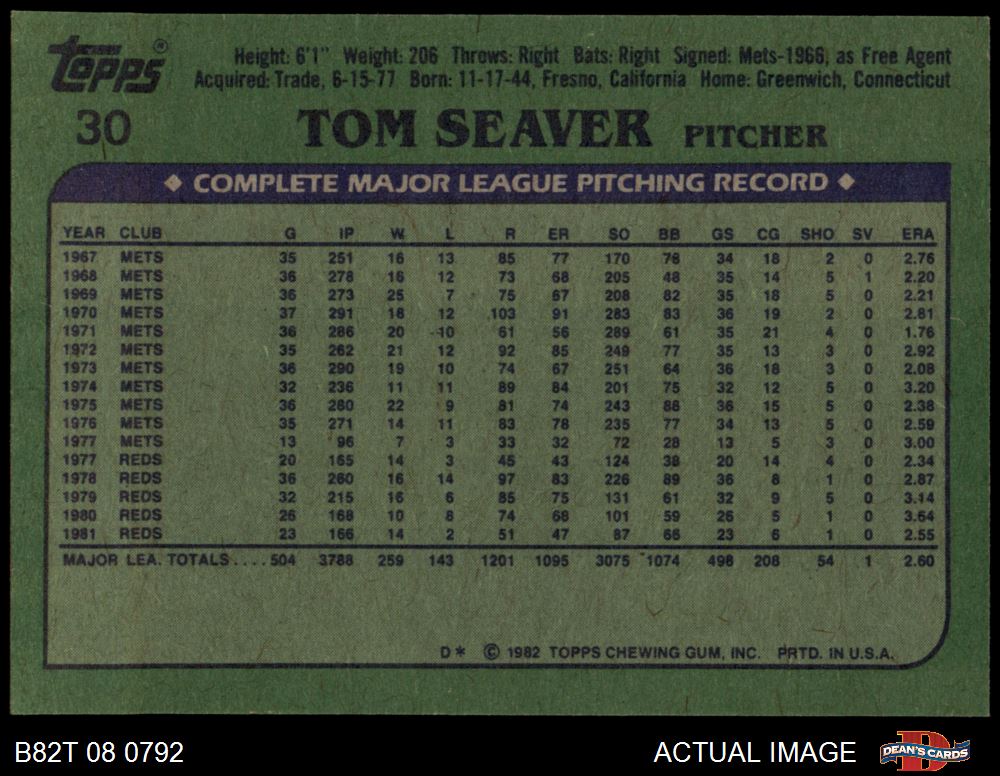 Topps®
Height: 6'1" Weight: 206 Throws: Right Bats: Right Signed: Mets-1966, as Free Agent
Acquired: Trade, 6-15-77 Born: 11-17-44, Fresno, California Home: Greenwich, Connecticut
30 TOM SEAVER PITCHER
◆ COMPLETE MAJOR LEAGUE PITCHING RECORD ◆
YEAR CLUB G IP W L R ER SO BB GS CG SHO SV ERA
1967 METS 35 251 16 13 85 77 170 78 34 18 2 0 2.76
1968 METS 36 278 16 12 73 68 205 48 35 14 5 1 2.20
1969 METS 36 273 25 7 75 67 208 82 35 18 5 0 2.21
1970 METS 37 291 18 12 103 91 283 83 36 19 2 0 2.81
1971 METS 36 286 20 10 61 56 289 61 35 21 4 0 1.76
1972 METS 35 262 21 12 92 85 249 77 35 13 3 0 2.92
1973 METS 36 290 19 10 74 67 251 64 36 18 3 0 2.08
1974 METS 32 236 11 11 89 84 201 75 32 12 5 0 3.20
1975 METS 36 280 22 9 81 74 243 88 36 15 5 0 2.38
1976 METS 35 271 14 11 83 78 235 77 34 13 5 0 2.59
1977 METS 13 96 7 3 33 32 72 28 13 5 3 0 3.00
1977 REDS 20 165 14 3 45 43 124 38 20 14 4 0 2.34
1978 REDS 36 260 16 14 97 83 226 89 36 8 1 0 2.87
1979 REDS 32 215 16 6 85 75 131 61 32 9 5 0 3.14
1980 REDS 26 168 10 8 74 68 101 59 26 5 1 0 3.64
1981 REDS 23 166 14 2 51 47 87 66 23 6 1 0 2.55
MAJOR LEA. TOTALS.... 504 3788 259 143 1201 1095 3075 1074 498 208 54 1 2.60
D* © 1982 TOPPS CHEWING GUM, INC. PRTD. IN U.S.A.
B82T 08 0792 ACTUAL IMAGE D DEAN'S CARDS